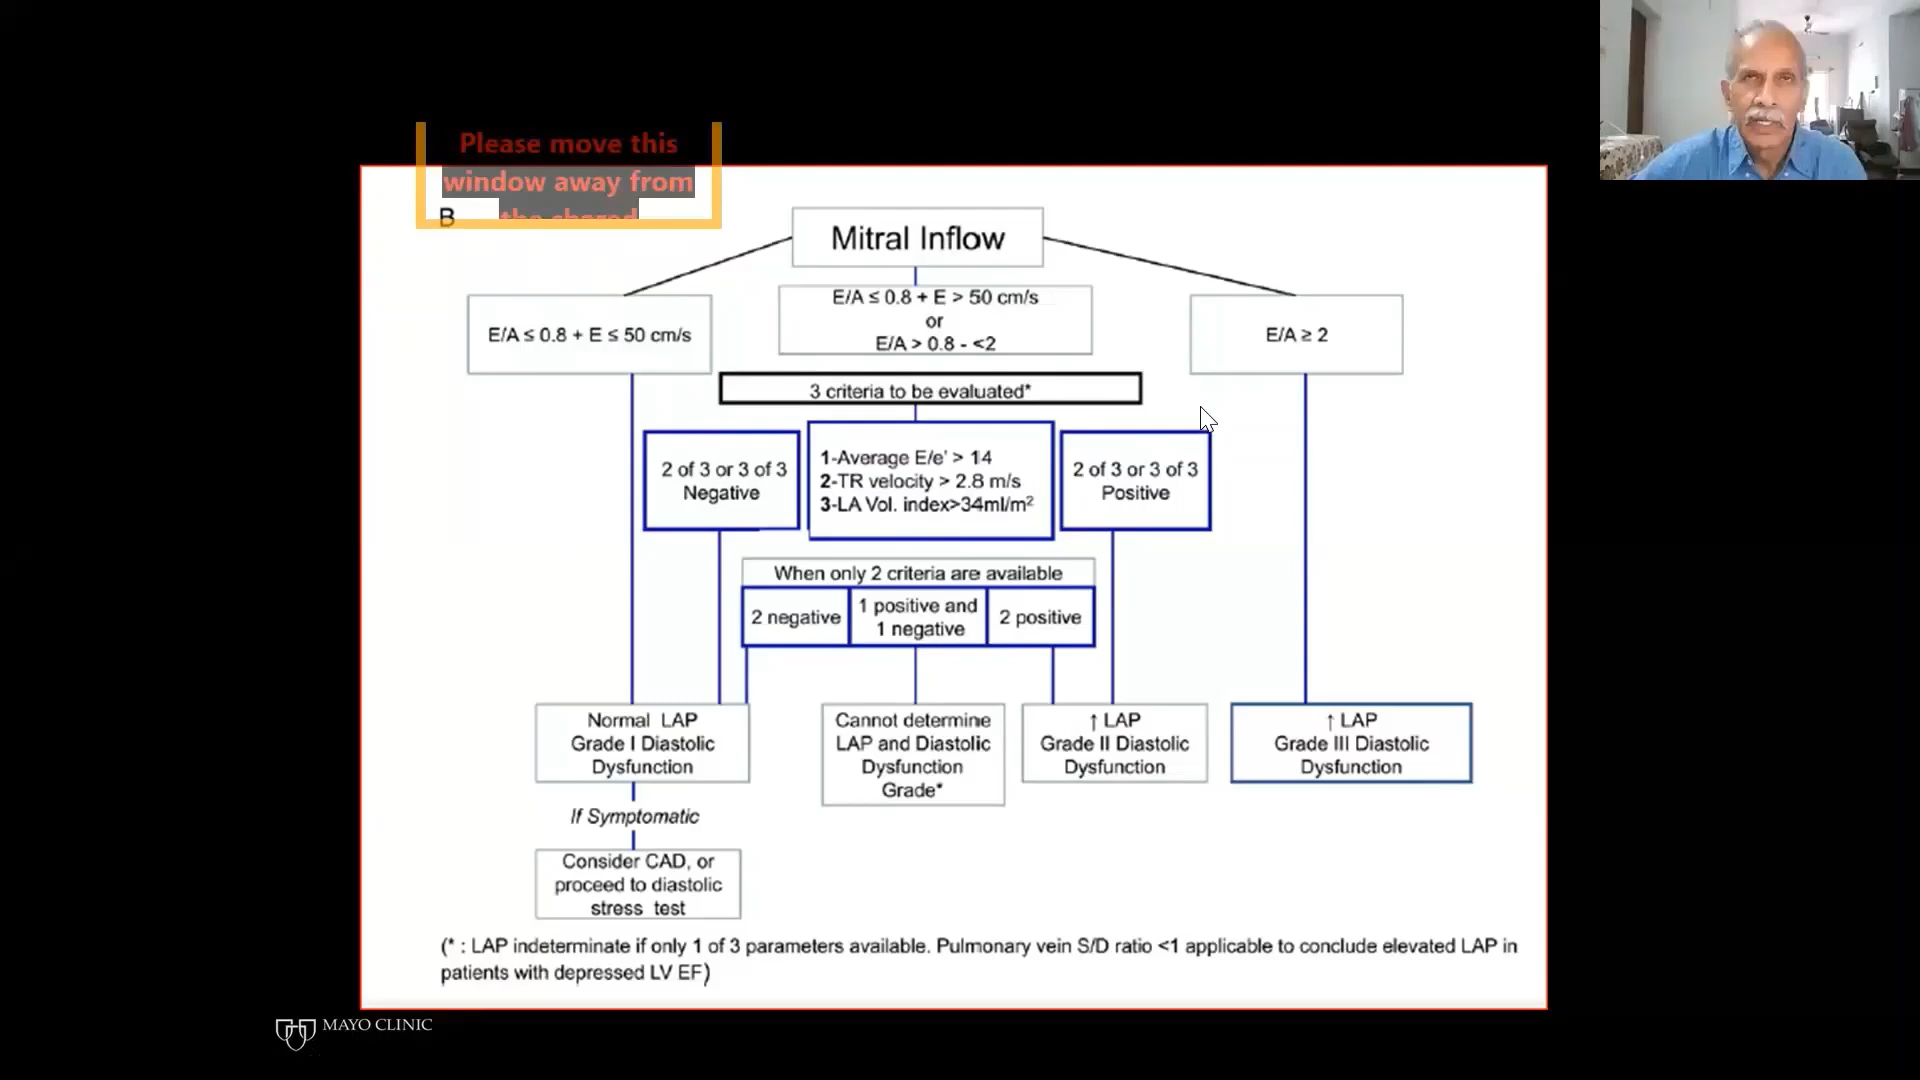 Please move this
window away from
the shared
B
Mitral Inflow
E/A ≤ 0.8 + E ≤ 50 cm/s
E/A ≤ 0.8 + E > 50 cm/s
or
E/A > 0.8 - <2
E/A ≥ 2
3 criteria to be evaluated*
2 of 3 or 3 of 3
Negative
1-Average E/e' > 14
2-TR velocity > 2.8 m/s
3-LA Vol. index>34ml/m²
2 of 3 or 3 of 3
Positive
When only 2 criteria are available
2 negative
1 positive and
1 negative
2 positive
Normal LAP
Grade I Diastolic
Dysfunction
Cannot determine
LAP and Diastolic
Dysfunction
Grade*
↑ LAP
Grade II Diastolic
Dysfunction
↑ LAP
Grade III Diastolic
Dysfunction
If Symptomatic
Consider CAD, or
proceed to diastolic
stress test
(* : LAP indeterminate if only 1 of 3 parameters available. Pulmonary vein S/D ratio <1 applicable to conclude elevated LAP in
patients with depressed LV EF)
MAYO CLINIC